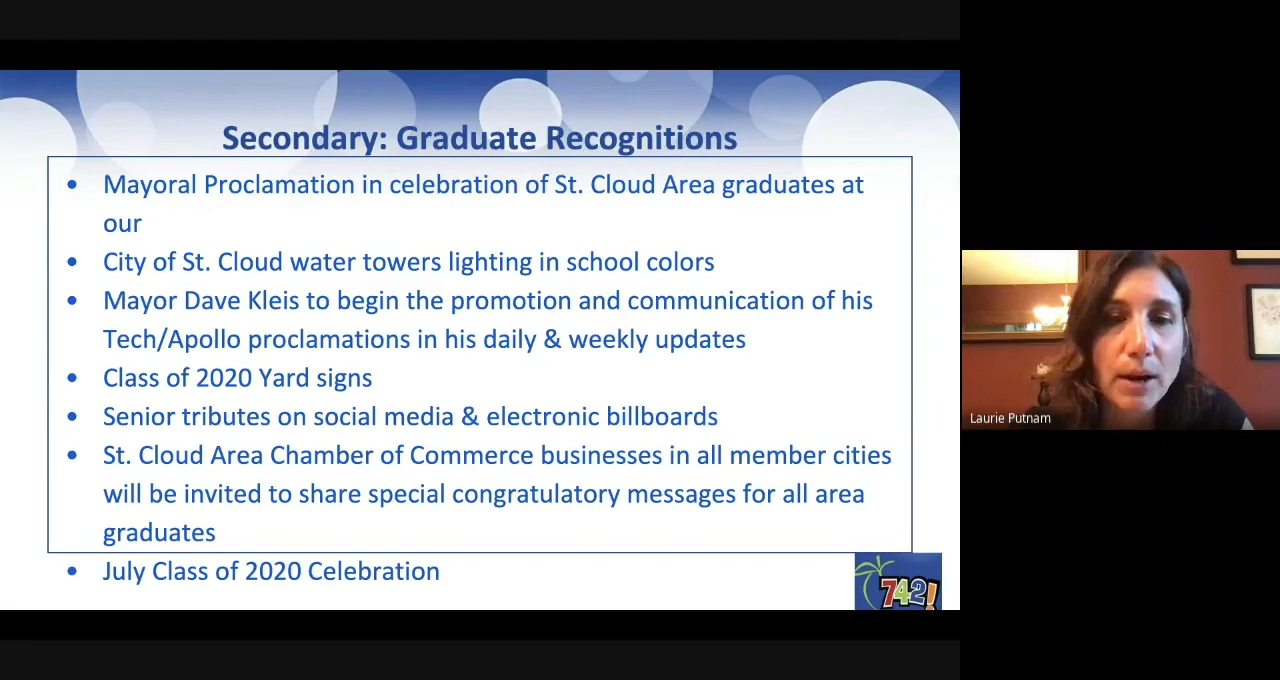 Secondary: Graduate Recognitions
• Mayoral Proclamation in celebration of St. Cloud Area graduates at
our
• City of St. Cloud water towers lighting in school colors
• Mayor Dave Kleis to begin the promotion and communication of his
Tech/Apollo proclamations in his daily & weekly updates
• Class of 2020 Yard signs
• Senior tributes on social media & electronic billboards
• St. Cloud Area Chamber of Commerce businesses in all member cities
will be invited to share special congratulatory messages for all area
graduates
• July Class of 2020 Celebration
742!
Laurie Putnam